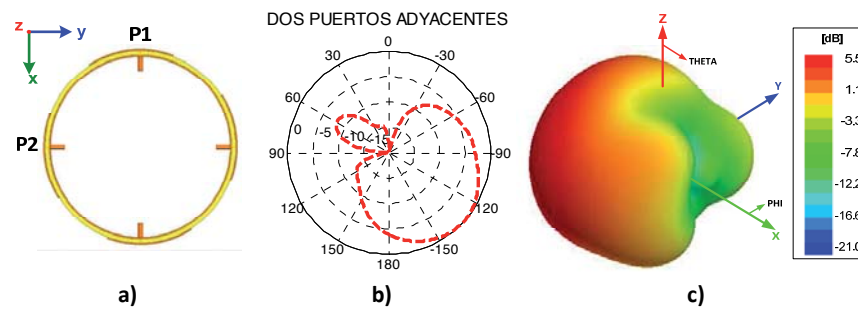 z
y
x
P1
P2
a)
DOS PUERTOS ADYACENTES
0
30
-30
60
-60
0
-5
-10
-15
90
-90
120
120
150
-150
180
b)
Z
THETA
Y
PHI
X
c)
[dB]
5.5
1.1
-3.3
-7.8
-12.2
-16.6
-21.0